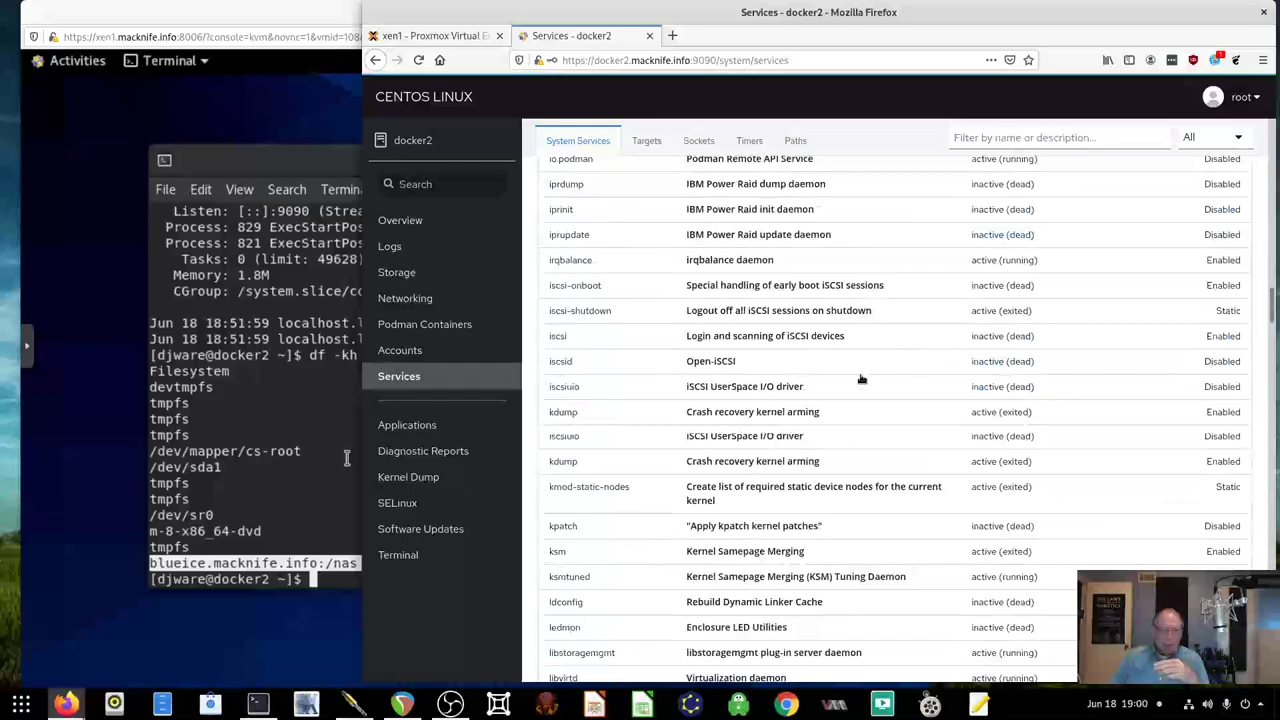 Services - docker2 - Mozilla Firefox
https://xen1.macknife.info:8006/?console=kvm&novnc=1&vmid=108
xen1 - Proxmox Virtual E
Services - docker2
https://docker2.macknife.info:9090/system/services
Activities
Terminal
CENTOS LINUX
root
docker2
Search
Overview
Logs
Storage
Networking
Podman Containers
Accounts
Services
Applications
Diagnostic Reports
Kernel Dump
SELinux
Software Updates
Terminal
System Services Targets Sockets Timers Paths
Filter by name or description...
All
io.podman Podman Remote API Service active (running) Disabled
iprdump IBM Power Raid dump daemon inactive (dead) Disabled
iprinit IBM Power Raid init daemon inactive (dead) Disabled
iprupdate IBM Power Raid update daemon inactive (dead) Disabled
irqbalance irqbalance daemon active (running) Enabled
iscsi-onboot Special handling of early boot iSCSI sessions inactive (dead) Enabled
iscsi-shutdown Logout off all iSCSI sessions on shutdown active (exited) Static
iscsi Login and scanning of iSCSI devices inactive (dead) Enabled
iscsid Open-iSCSI inactive (dead) Disabled
iscsiuio iSCSI UserSpace I/O driver inactive (dead) Disabled
kdump Crash recovery kernel arming active (exited) Enabled
iscsiuio iSCSI UserSpace I/O driver inactive (dead) Disabled
kdump Crash recovery kernel arming active (exited) Enabled
kmod-static-nodes Create list of required static device nodes for the current active (exited) Static
kernel
kpatch "Apply kpatch kernel patches" inactive (dead) Disabled
ksm Kernel Samepage Merging active (exited) Enabled
ksmtuned Kernel Samepage Merging (KSM) Tuning Daemon active (running)
ldconfig Rebuild Dynamic Linker Cache inactive (dead)
ledmon Enclosure LED Utilities inactive (dead)
libstoragemgmt libstoragemgmt plug-in server daemon active (running)
libvirtd Virtualization daemon active (running)
File Edit View Search Termin
Listen: [::]:9090 (Strea
Process: 829 ExecStartPos
Process: 821 ExecStartPos
Tasks: 0 (limit: 49628)
Memory: 1.8M
CGroup: /system.slice/co
Jun 18 18:51:59 localhost.l
Jun 18 18:51:59 localhost.l
[djware@docker2 ~]$ df -kh
Filesystem
devtmpfs
tmpfs
tmpfs
tmpfs
/dev/mapper/cs-root
/dev/sda1
tmpfs
tmpfs
/dev/sr0
m-8-x86_64-dvd
tmpfs
blueice.macknife.info:/nas
[djware@docker2 ~]$
Jun 18 19:00